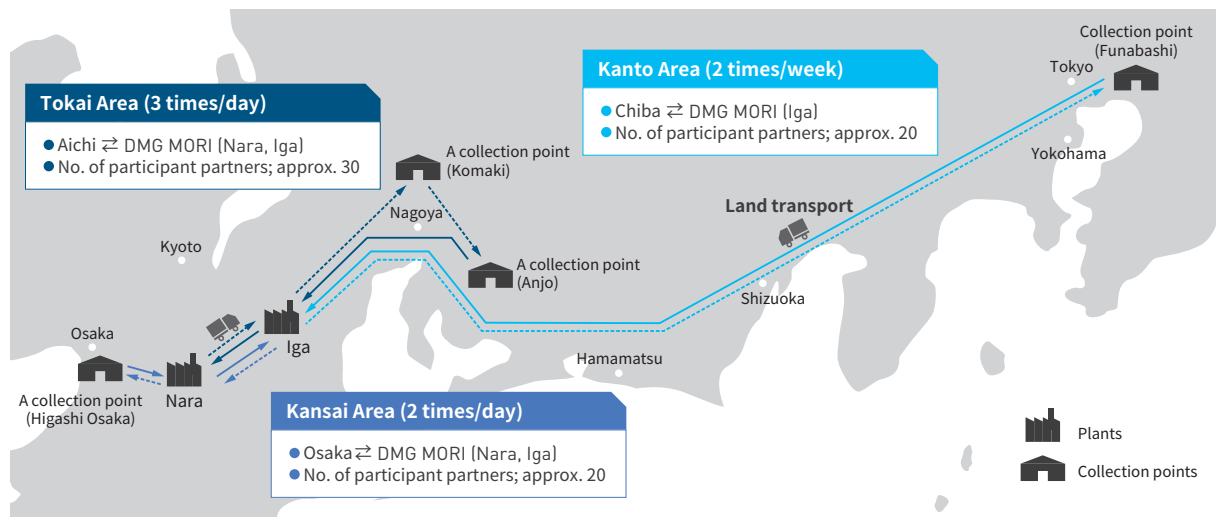 Tokai Area (3 times/day)
● Aichi ⇄ DMG MORI (Nara, Iga)
● No. of participant partners; approx. 30
Kanto Area (2 times/week)
● Chiba ⇄ DMG MORI (Iga)
● No. of participant partners; approx. 20
Collection point
(Funabashi)
Tokyo
Yokohama
A collection point
(Komaki)
Nagoya
Land transport
Kyoto
A collection point
(Anjo)
Shizuoka
Osaka
Iga
Hamamatsu
Nara
A collection point
(Higashi Osaka)
Kansai Area (2 times/day)
● Osaka ⇄ DMG MORI (Nara, Iga)
● No. of participant partners; approx. 20
Plants
Collection points